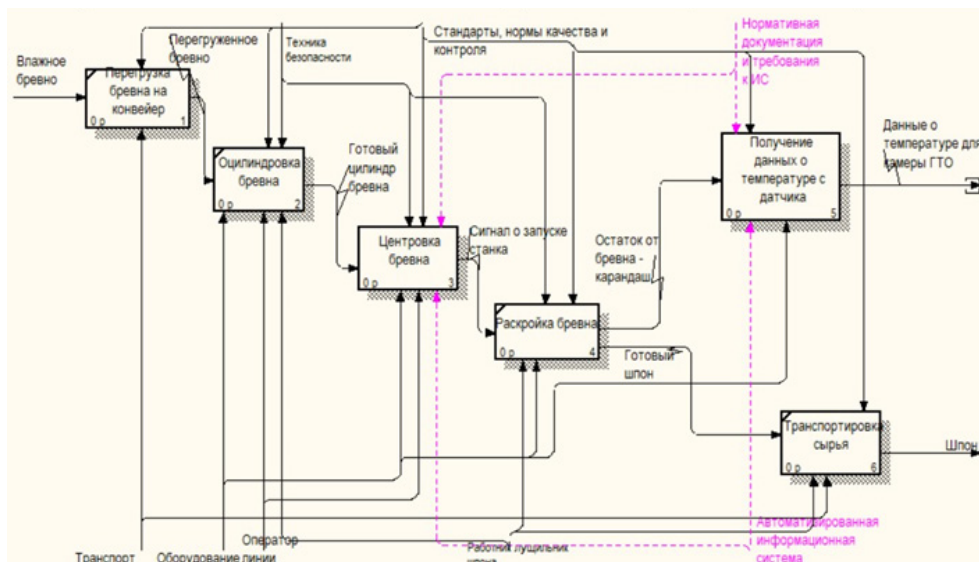 Влажное
бревно
Перегруженное
бревно
Техника
безопасности
Стандарты, нормы качества и
контроля
Нормативная
документация
и требования
к ИС
Перегрузка
бревна на
конвейер
0 р
1
Оцилиндровка
бревна
0 р
2
Готовый
цилиндр
бревна
Центровка
бревна
0 р
3
Сигнал о запуске
станка
Раскройка бревна
0 р
4
Остаток от
бревна -
карандаш
Готовый
шпон
Получение
данных о
температуре с
датчика
0 р
5
Данные о
температуре для
камеры ГТО
Транспортировка
сырья
0 р
6
Шпон
Транспорт
Оборудование линии
Оператор
Работник лущильник
шпона
Автоматизированная
информационная
система